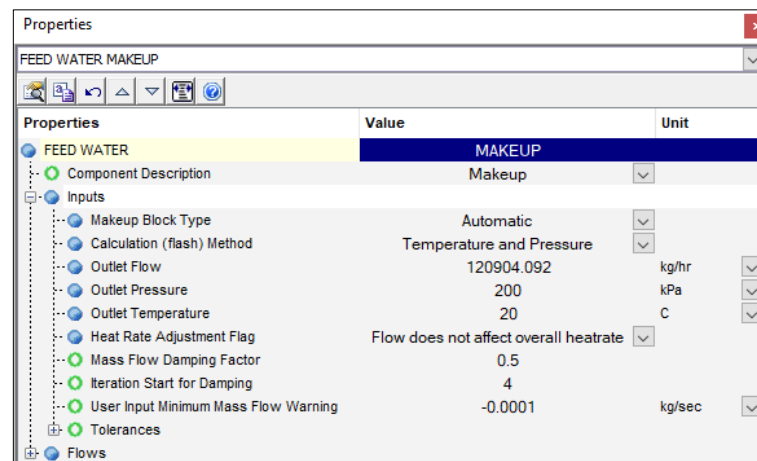 Properties
FEED WATER MAKEUP
Properties Value Unit
FEED WATER MAKEUP
Component Description Makeup
Inputs
Makeup Block Type Automatic
Calculation (flash) Method Temperature and Pressure
Outlet Flow 120904.092 kg/hr
Outlet Pressure 200 kPa
Outlet Temperature 20 C
Heat Rate Adjustment Flag Flow does not affect overall heatrate
Mass Flow Damping Factor 0.5
Iteration Start for Damping 4
User Input Minimum Mass Flow Warning -0.0001 kg/sec
Tolerances
Flows